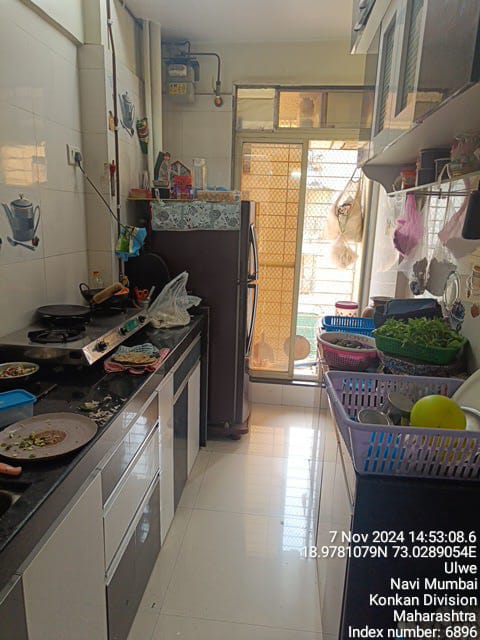 7 Nov 2024 14:53:08.6
18.9781079N 73.0289054E
Ulwe
Navi Mumbai
Konkan Division
Maharashtra
Index number: 6896